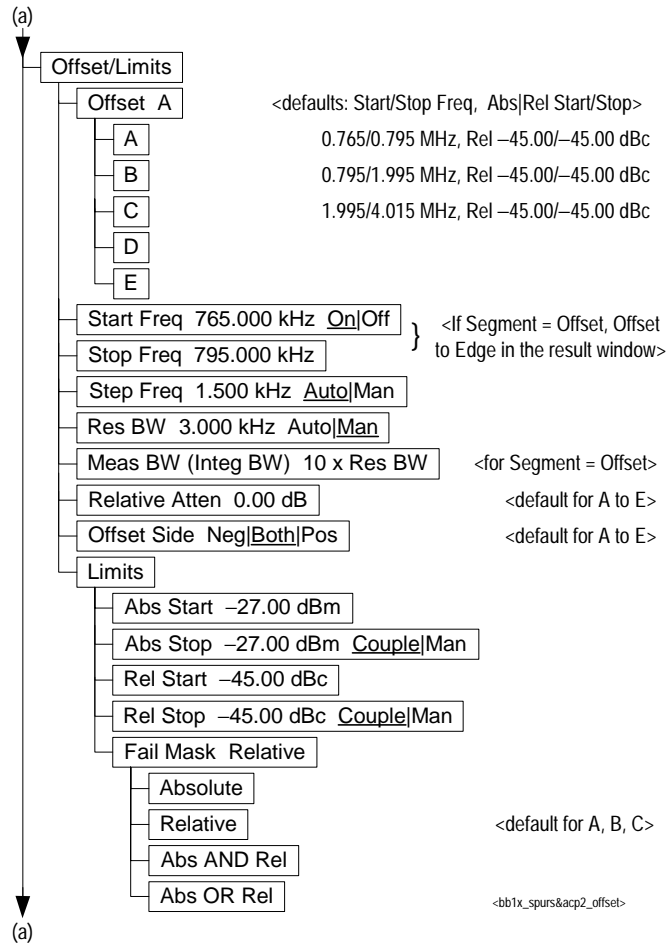 (a)
Offset/Limits
Offset A <defaults: Start/Stop Freq, Abs|Rel Start/Stop>
A 0.765/0.795 MHz, Rel −45.00/−45.00 dBc
B 0.795/1.995 MHz, Rel −45.00/−45.00 dBc
C 1.995/4.015 MHz, Rel −45.00/−45.00 dBc
D
E
Start Freq 765.000 kHz On|Off
} <If Segment = Offset, Offset
to Edge in the result window>
Stop Freq 795.000 kHz
Step Freq 1.500 kHz Auto|Man
Res BW 3.000 kHz Auto|Man
Meas BW (Integ BW) 10 x Res BW <for Segment = Offset>
Relative Atten 0.00 dB <default for A to E>
Offset Side Neg|Both|Pos <default for A to E>
Limits
Abs Start −27.00 dBm
Abs Stop −27.00 dBm Couple|Man
Rel Start −45.00 dBc
Rel Stop −45.00 dBc Couple|Man
Fail Mask Relative
Absolute
Relative <default for A, B, C>
Abs AND Rel
Abs OR Rel <bb1x_spurs&acp2_offset>
(a)